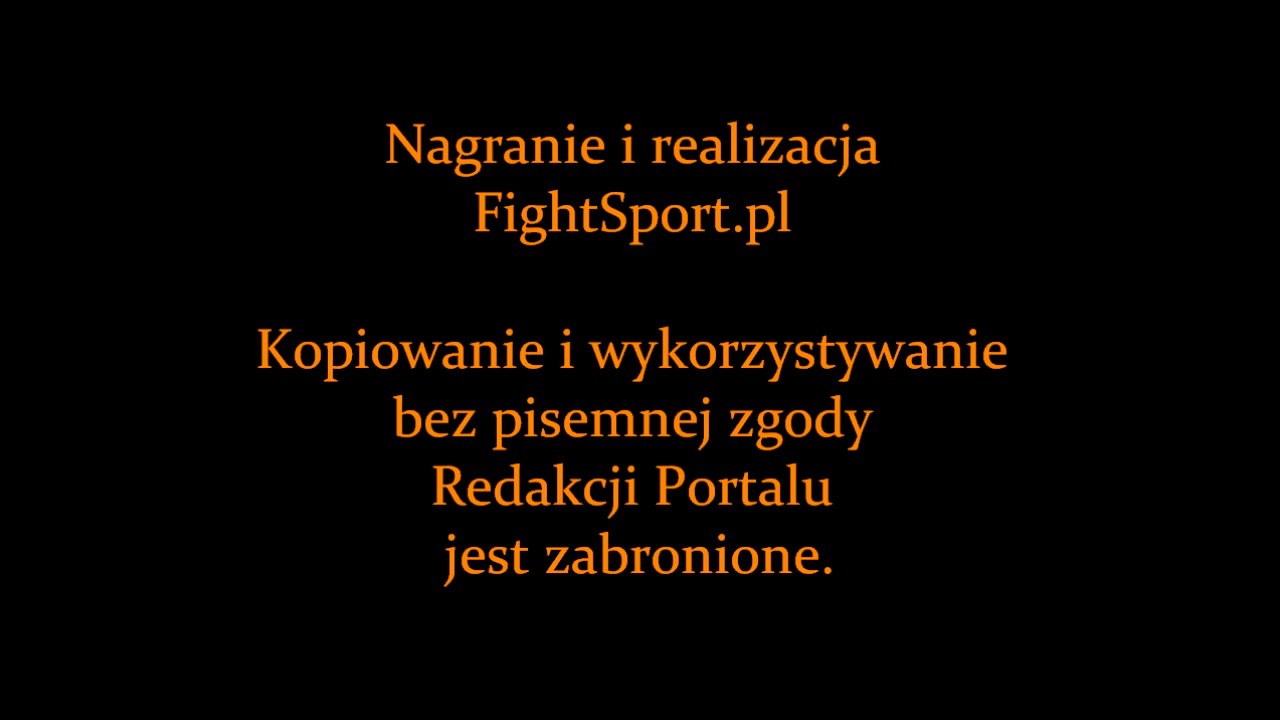 Nagranie i realizacja
FightSport.pl
Kopiowanie i wykorzystywanie
bez pisemnej zgody
Redakcji Portalu
jest zabronione.